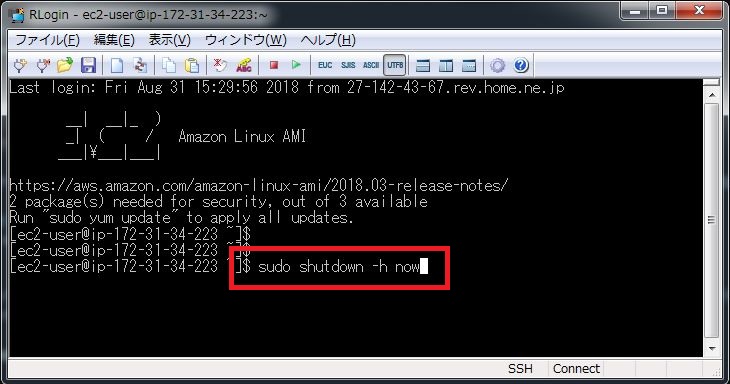 RLogin - ec2-user@ip-172-31-34-223:~
ファイル(F) 編集(E) 表示(V) ウィンドウ(W) ヘルプ(H)
EUC SJIS ASCII UTF8
Last login: Fri Aug 31 15:29:56 2018 from 27-142-43-67.rev.home.ne.jp
__|  __|_  )
_|  (     /   Amazon Linux AMI
___|¥___|___|
https://aws.amazon.com/amazon-linux-ami/2018.03-release-notes/
2 package(s) needed for security, out of 3 available
Run "sudo yum update" to apply all updates.
[ec2-user@ip-172-31-34-223 ~]$
[ec2-user@ip-172-31-34-223 ~]$
[ec2-user@ip-172-31-34-223 ~]$ sudo shutdown -h now
SSH Connect